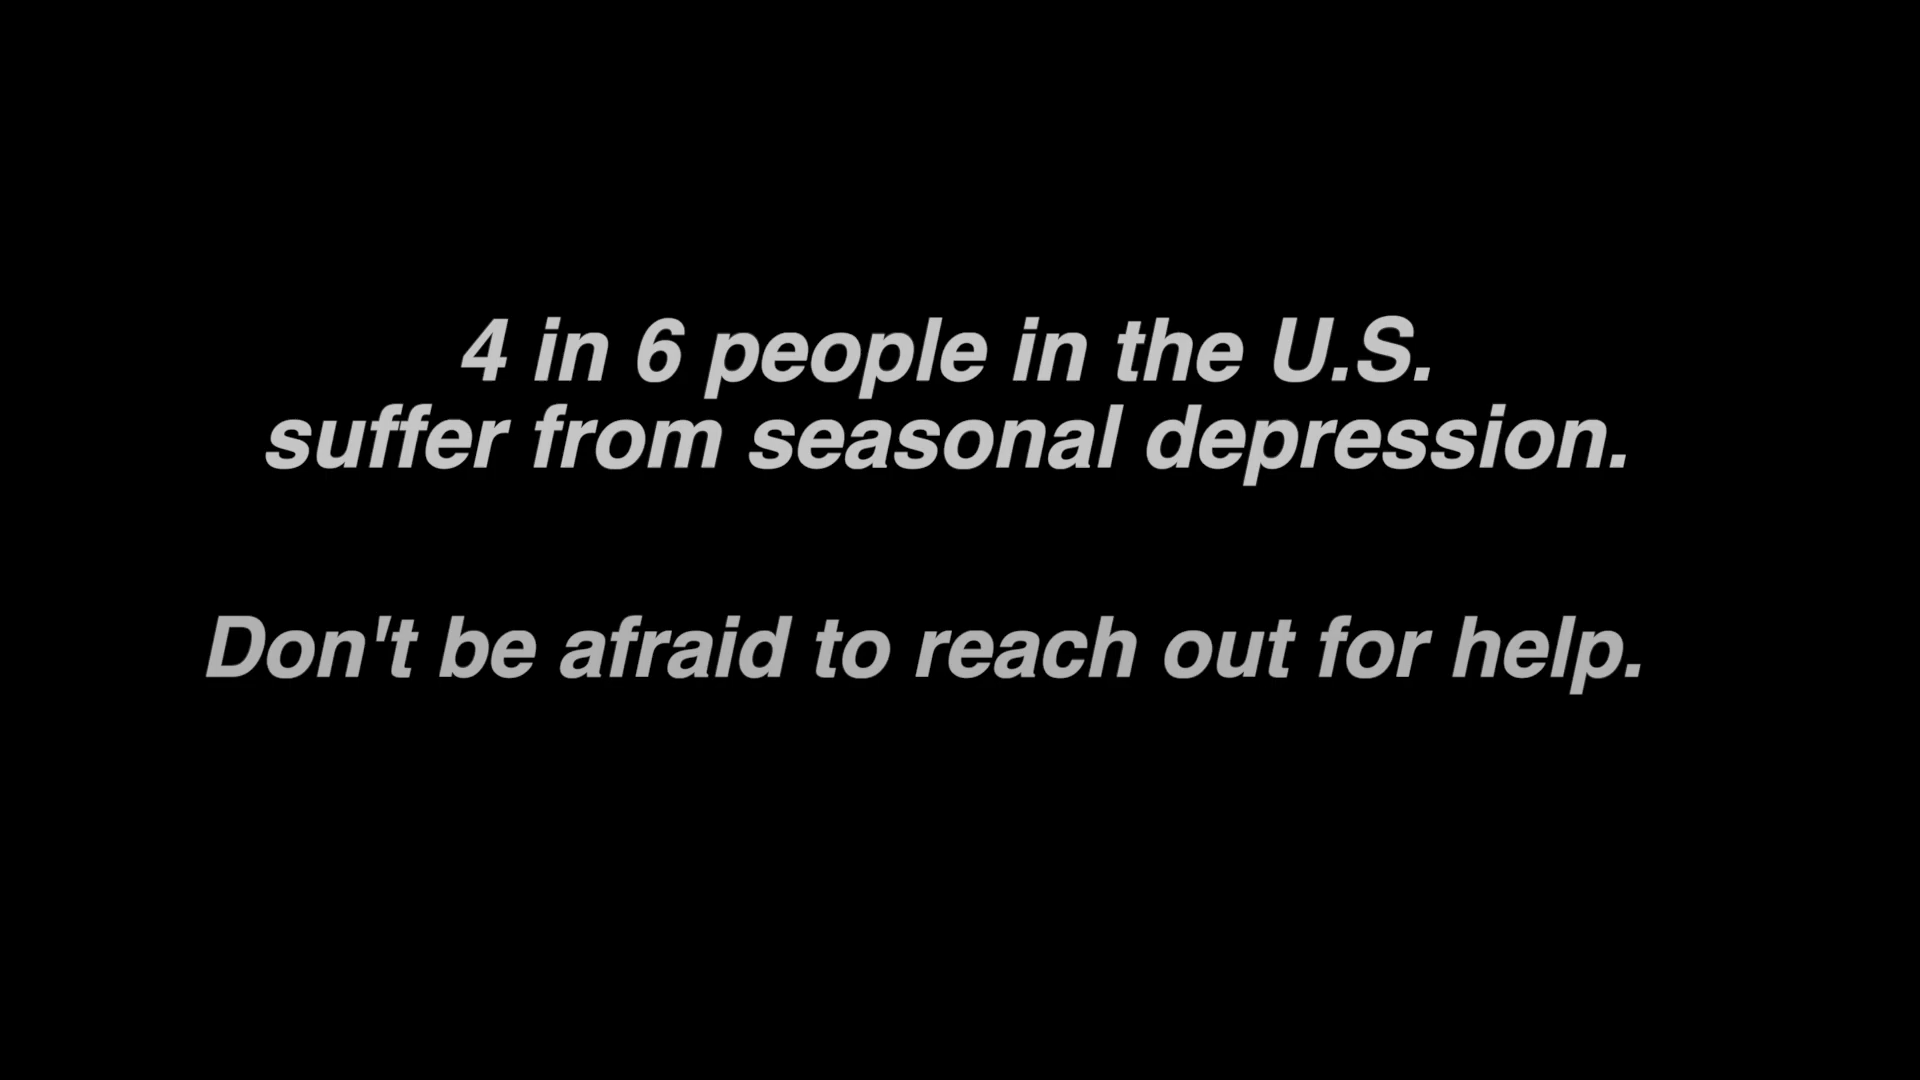 4 in 6 people in the U.S.
suffer from seasonal depression.
Don't be afraid to reach out for help.